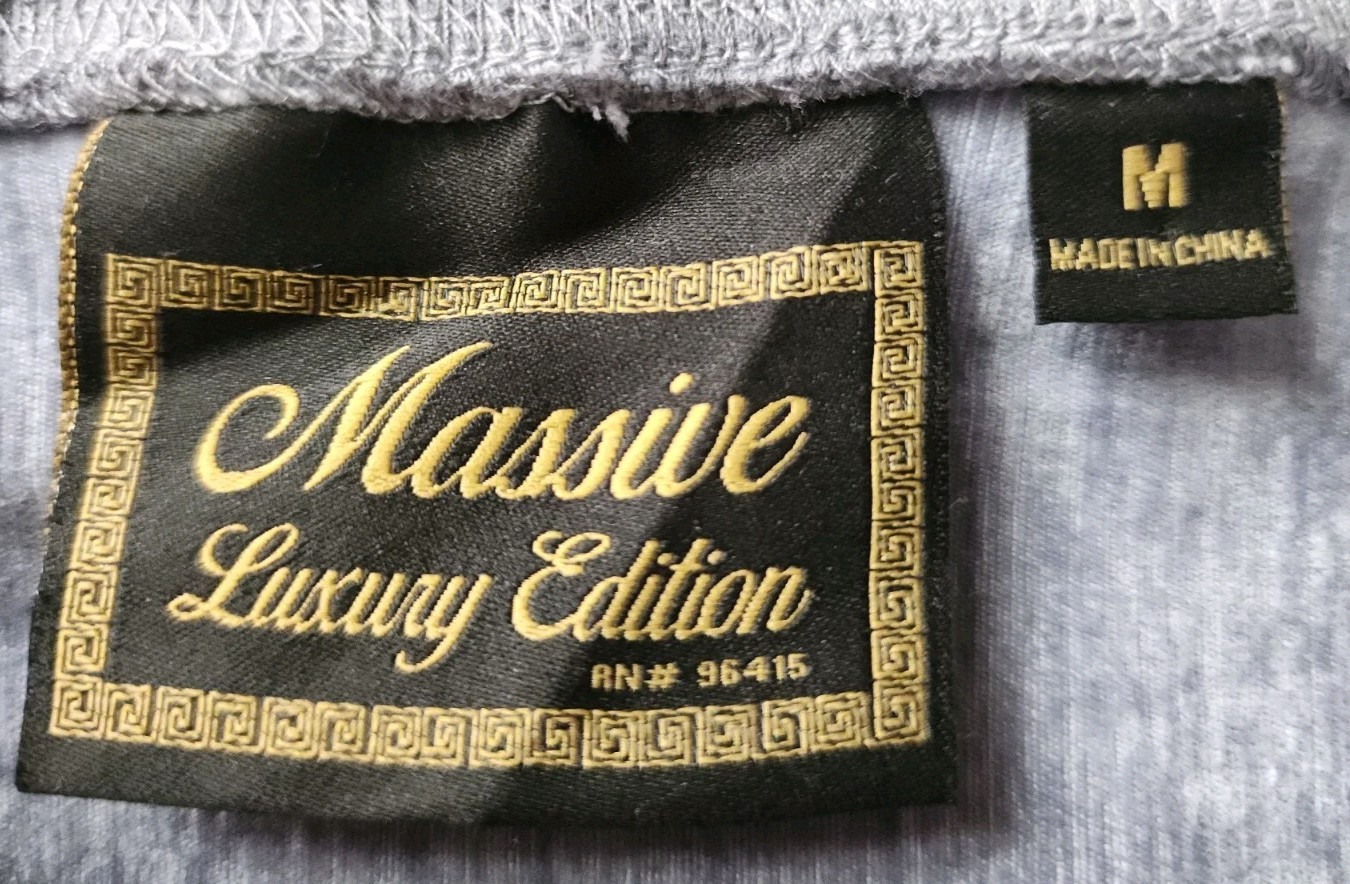 Massive
Luxury Edition
RN# 96415
M
MADE IN CHINA